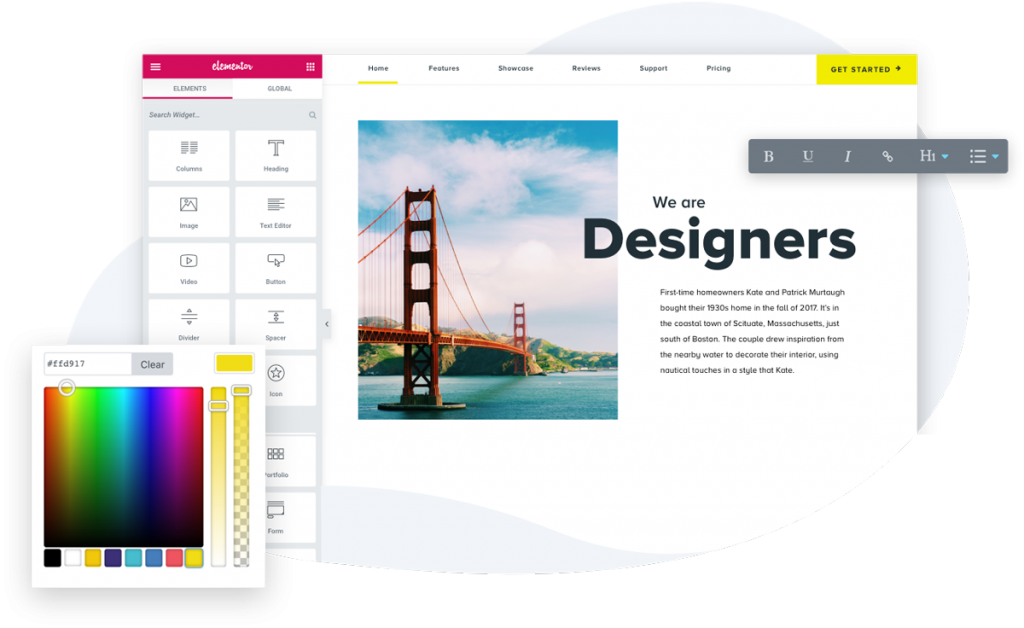 elementor
ELEMENTS GLOBAL
Search Widget...
Columns Heading
Image Text Editor
Video Button
Divider Spacer
Icon
Portfolio
Form
#ffd917 Clear
Home Features Showcase Reviews Support Pricing GET STARTED
B U I H1
We are
Designers
First-time homeowners Kate and Patrick Murtaugh
bought their 1930s home in the fall of 2017. It's in
the coastal town of Scituate, Massachusetts, just
south of Boston. The couple drew inspiration from
the nearby water to decorate their interior, using
nautical touches in a style that Kate.